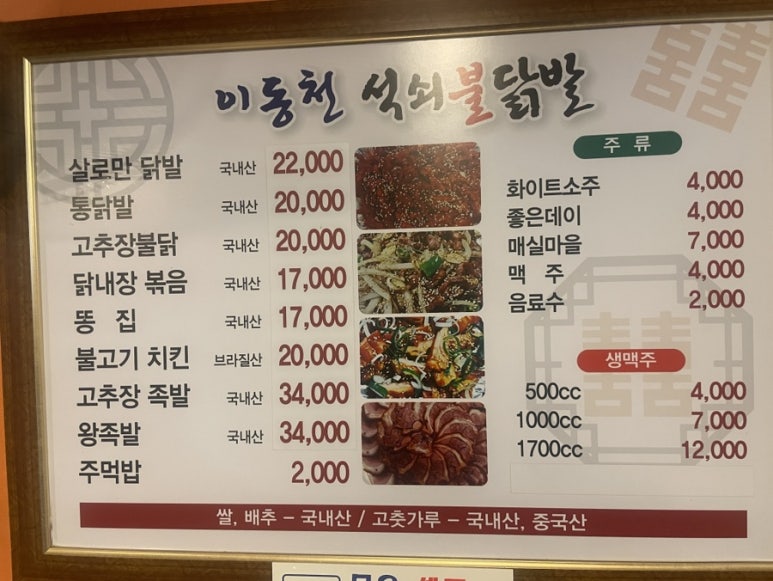 이동천 석쇠불닭발
살로만 닭발 국내산 22,000
통닭발 국내산 20,000
고추장불닭 국내산 20,000
닭내장 볶음 국내산 17,000
똥 집 국내산 17,000
불고기 치킨 브라질산 20,000
고추장 족발 국내산 34,000
왕족발 국내산 34,000
주먹밥 2,000
주 류
화이트소주 4,000
좋은데이 4,000
매실마을 7,000
맥 주 4,000
음료수 2,000
생맥주
500cc 4,000
1000cc 7,000
1700cc 12,000
쌀, 배추 - 국내산 / 고춧가루 - 국내산, 중국산